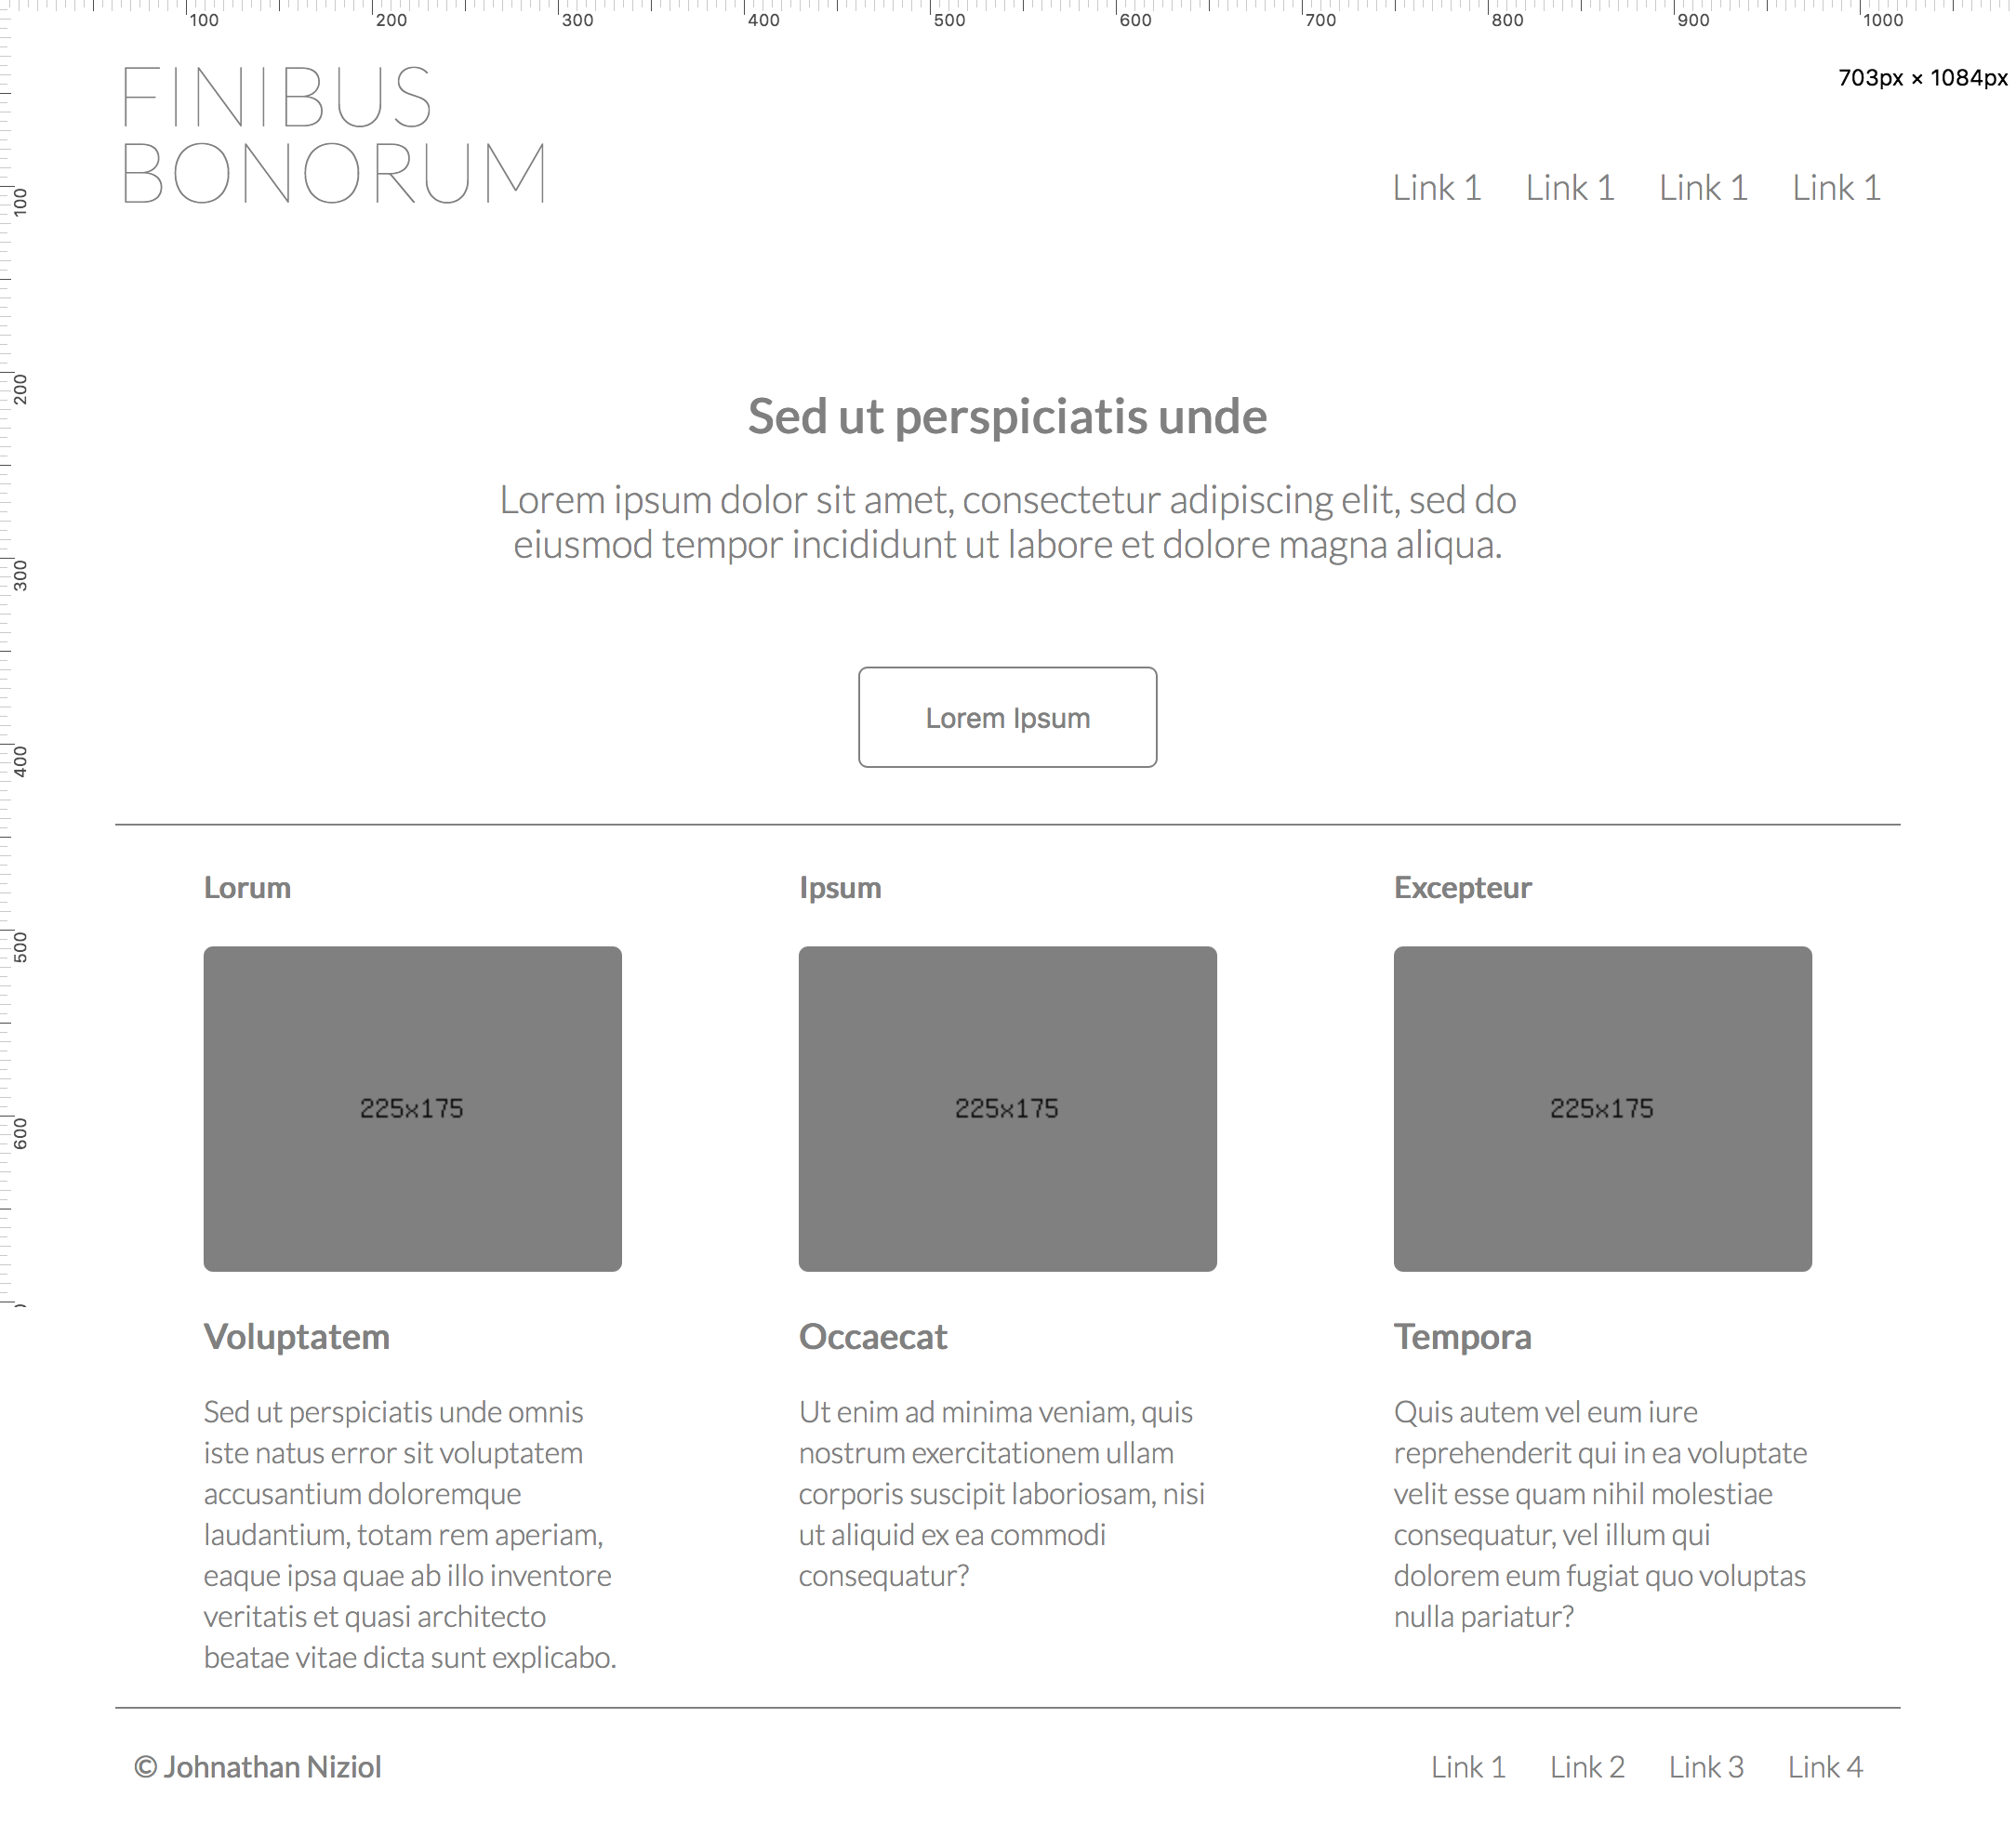 100 200 300 400 500 600 700 800 900 1000
703px × 1084px
FINIBUS
BONORUM
Link 1 Link 1 Link 1 Link 1
100
200
300
400
500
600
Sed ut perspiciatis unde
Lorem ipsum dolor sit amet, consectetur adipiscing elit, sed do
eiusmod tempor incididunt ut labore et dolore magna aliqua.
Lorem Ipsum
Lorum
225x175
Voluptatem
Sed ut perspiciatis unde omnis
iste natus error sit voluptatem
accusantium doloremque
laudantium, totam rem aperiam,
eaque ipsa quae ab illo inventore
veritatis et quasi architecto
beatae vitae dicta sunt explicabo.
Ipsum
225x175
Occaecat
Ut enim ad minima veniam, quis
nostrum exercitationem ullam
corporis suscipit laboriosam, nisi
ut aliquid ex ea commodi
consequatur?
Excepteur
225x175
Tempora
Quis autem vel eum iure
reprehenderit qui in ea voluptate
velit esse quam nihil molestiae
consequatur, vel illum qui
dolorem eum fugiat quo voluptas
nulla pariatur?
© Johnathan Niziol
Link 1 Link 2 Link 3 Link 4